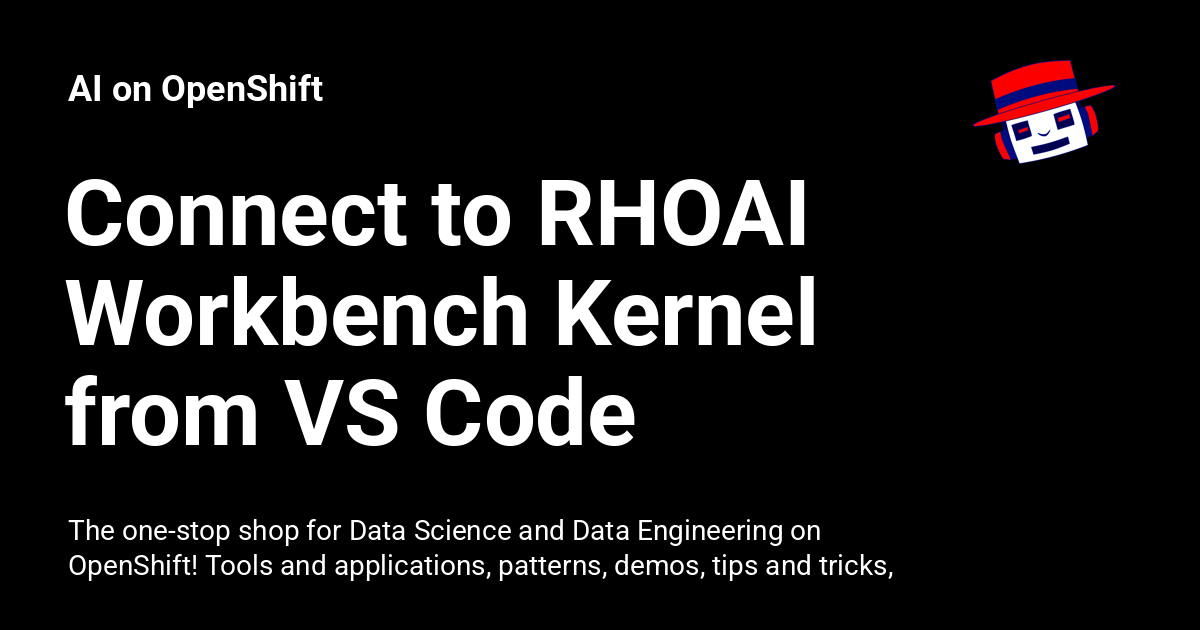 AI on OpenShift
Connect to RHOAI
Workbench Kernel
from VS Code
The one-stop shop for Data Science and Data Engineering on
OpenShift! Tools and applications, patterns, demos, tips and tricks,